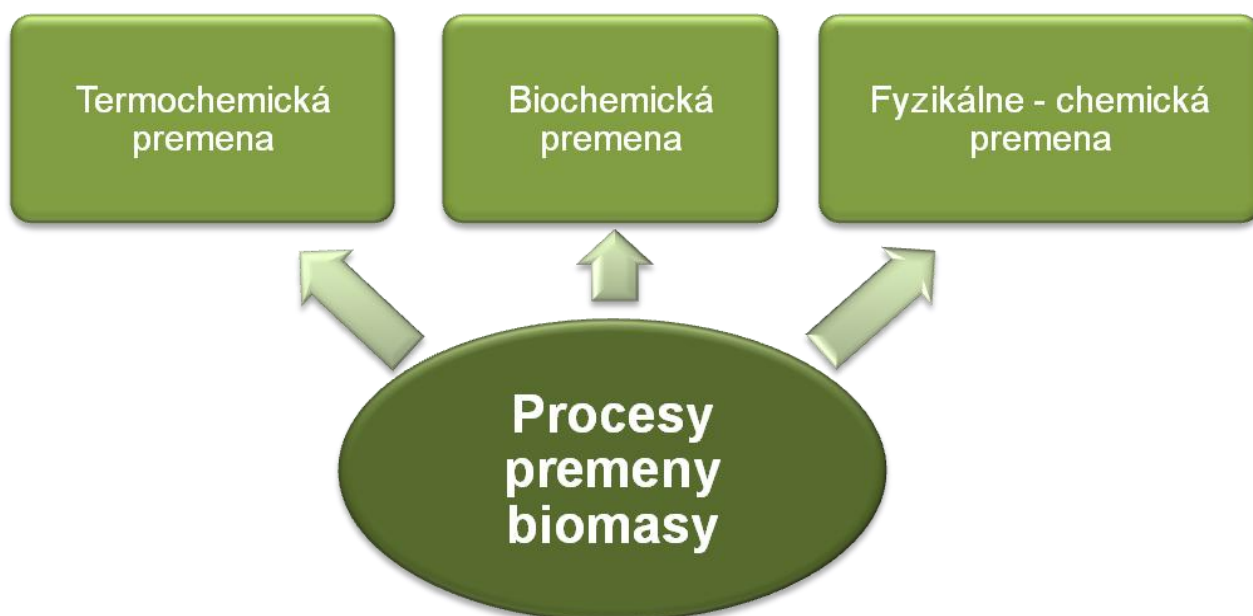 Termochemická
premena
Biochemická
premena
Fyzikálne - chemická
premena
Procesy
premeny
biomasy